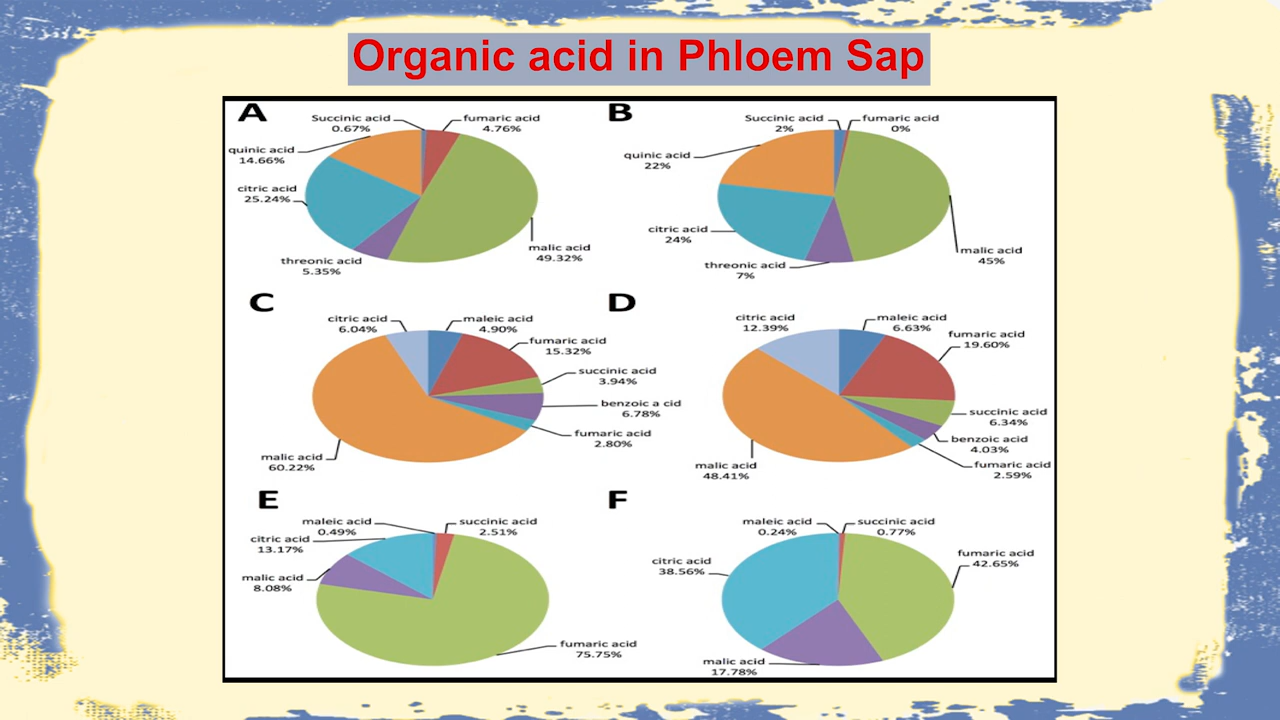 Organic acid in Phloem Sap
A
Succinic acid
0.67%
fumaric acid
4.76%
quinic acid
14.66%
citric acid
25.24%
threonic acid
5.35%
malic acid
49.32%
B
Succinic acid
2%
fumaric acid
0%
quinic acid
22%
citric acid
24%
threonic acid
7%
malic acid
45%
C
citric acid
6.04%
maleic acid
4.90%
fumaric acid
15.32%
succinic acid
3.94%
benzoic a cid
6.78%
fumaric acid
2.80%
malic acid
60.22%
D
citric acid
12.39%
maleic acid
6.63%
fumaric acid
19.60%
succinic acid
6.34%
benzoic acid
4.03%
fumaric acid
2.59%
malic acid
48.41%
E
maleic acid
0.49%
succinic acid
2.51%
citric acid
13.17%
malic acid
8.08%
fumaric acid
75.75%
F
maleic acid
0.24%
succinic acid
0.77%
citric acid
38.56%
fumaric acid
42.65%
malic acid
17.78%